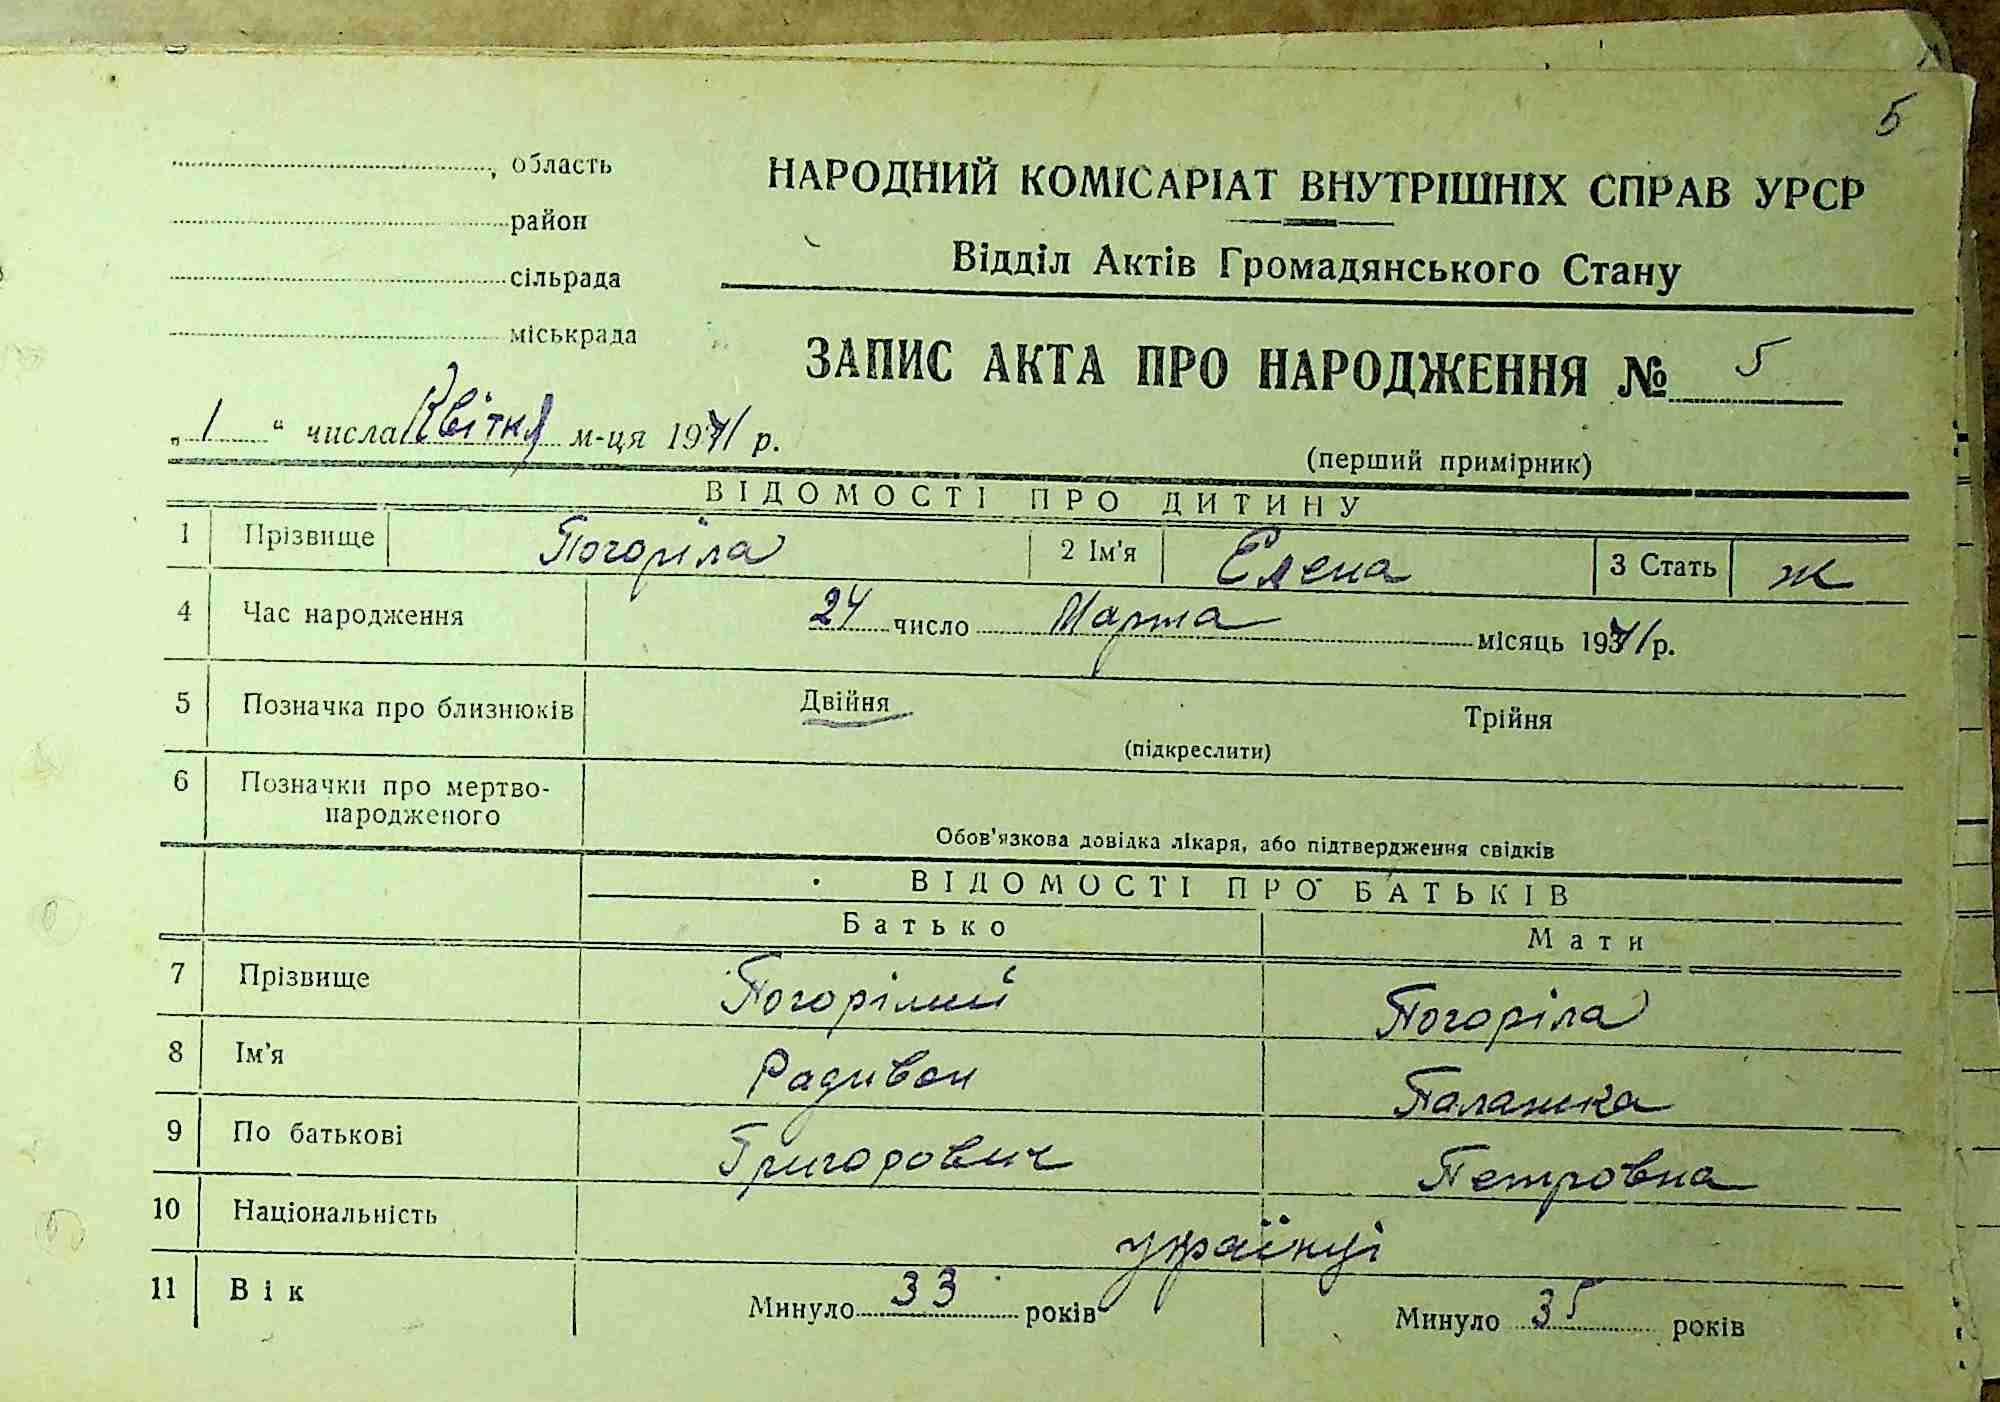 5
, область
НАРОДНИЙ КОМІСАРІАТ ВНУТРІШНІХ СПРАВ УРСР
район
Відділ Актів Громадянського Стану
сільрада
міськрада
ЗАПИС АКТА ПРО НАРОДЖЕННЯ № 5
„ 1 " числа Квітня м-ця 1941 р.
(перший примірник)
ВІДОМОСТІ ПРО ДИТИНУ
1 Прізвище Погоріла 2 Ім'я Елена 3 Стать ж
4 Час народження 24 число Марта місяць 1941 р.
5 Позначка про близнюків Двійня Трійня
(підкреслити)
6 Позначки про мертво-
народженого
Обов'язкова довідка лікаря, або підтвердження свідків
ВІДОМОСТІ ПРО БАТЬКІВ
Батько Мати
7 Прізвище Погорілий Погоріла
8 Ім'я Радивон Палажка
9 По батькові Григорович Петровна
10 Національність українці
11 Вік Минуло 33 років Минуло 35 років